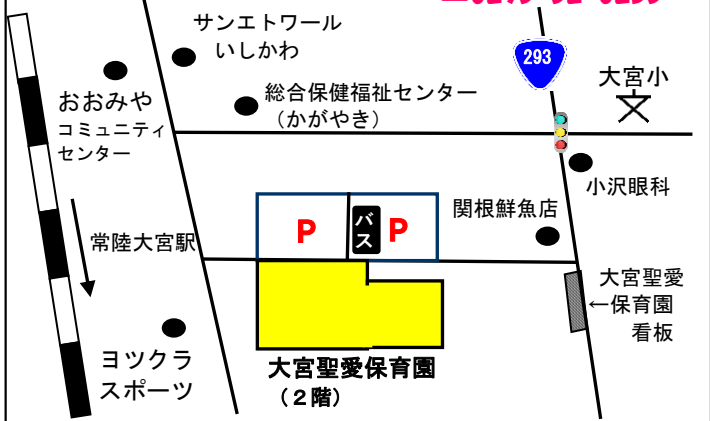 サンエトワール
いしかわ
293
大宮小
おおみや
コミュニティ
センター
総合保健福祉センター
（かがやき）
小沢眼科
関根鮮魚店
P
バス
P
常陸大宮駅
大宮聖愛
←保育園
看板
ヨツクラ
スポーツ
大宮聖愛保育園
（２階）